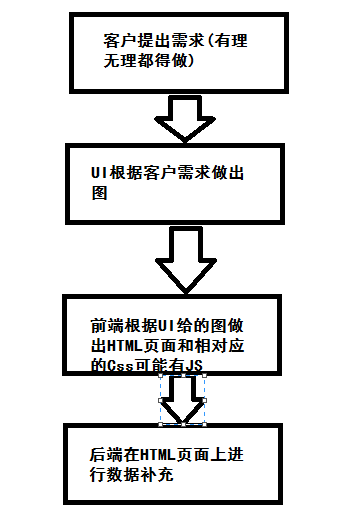 客户提出需求(有理
无理都得做)
UI根据客户需求做出
图
前端根据UI给的图做
出HTML页面和相对应
的Css可能有JS
后端在HTML页面上进
行数据补充